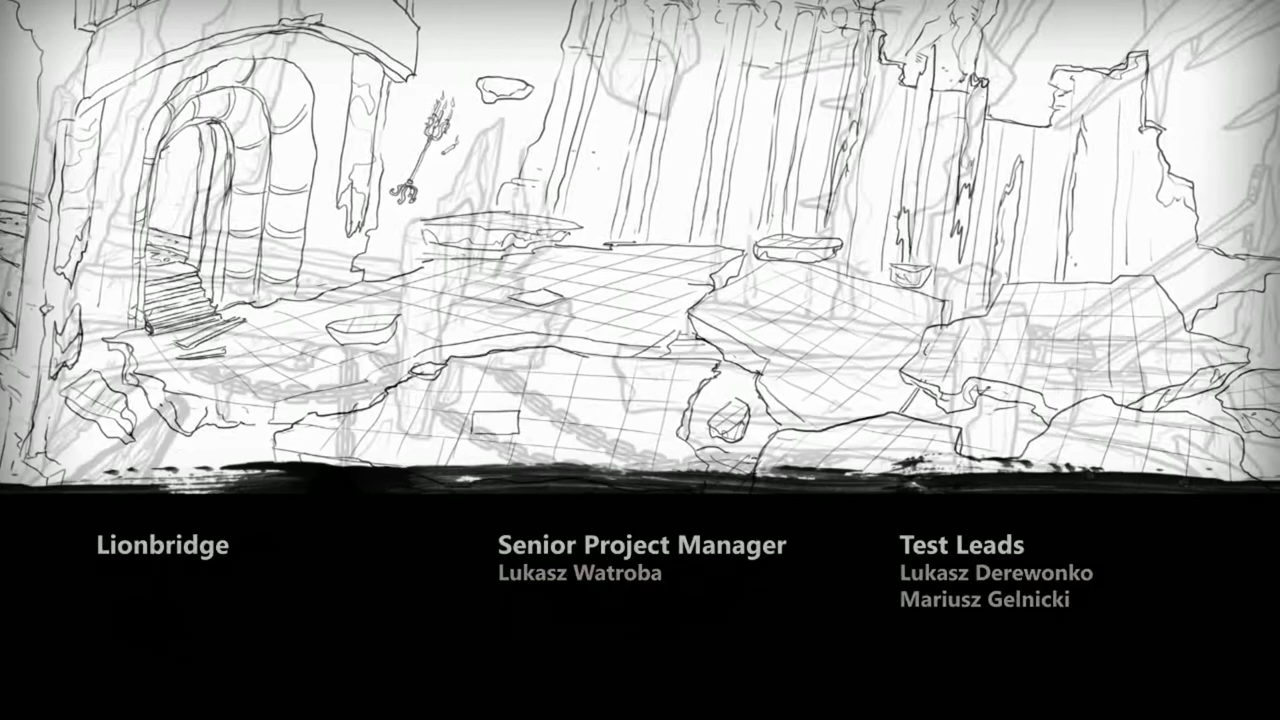 Lionbridge
Senior Project Manager
Lukasz Watroba
Test Leads
Lukasz Derewonko
Mariusz Gelnicki